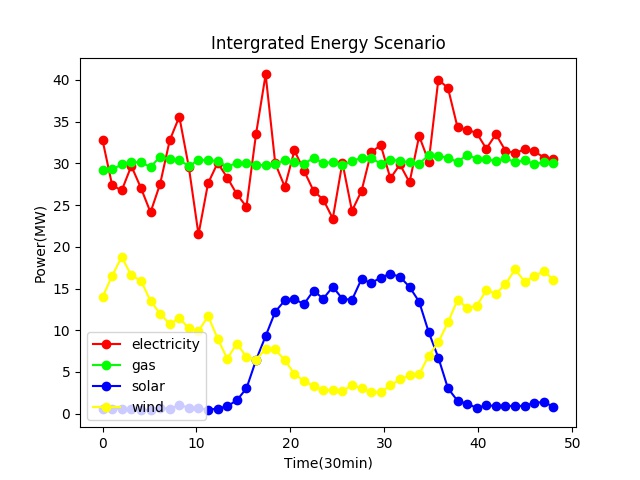 Intergrated Energy Scenario
Power(MW)
40
35
30
25
20
15
10
5
0
electricity
gas
solar
wind
0 10 20 30 40 50
Time(30min)